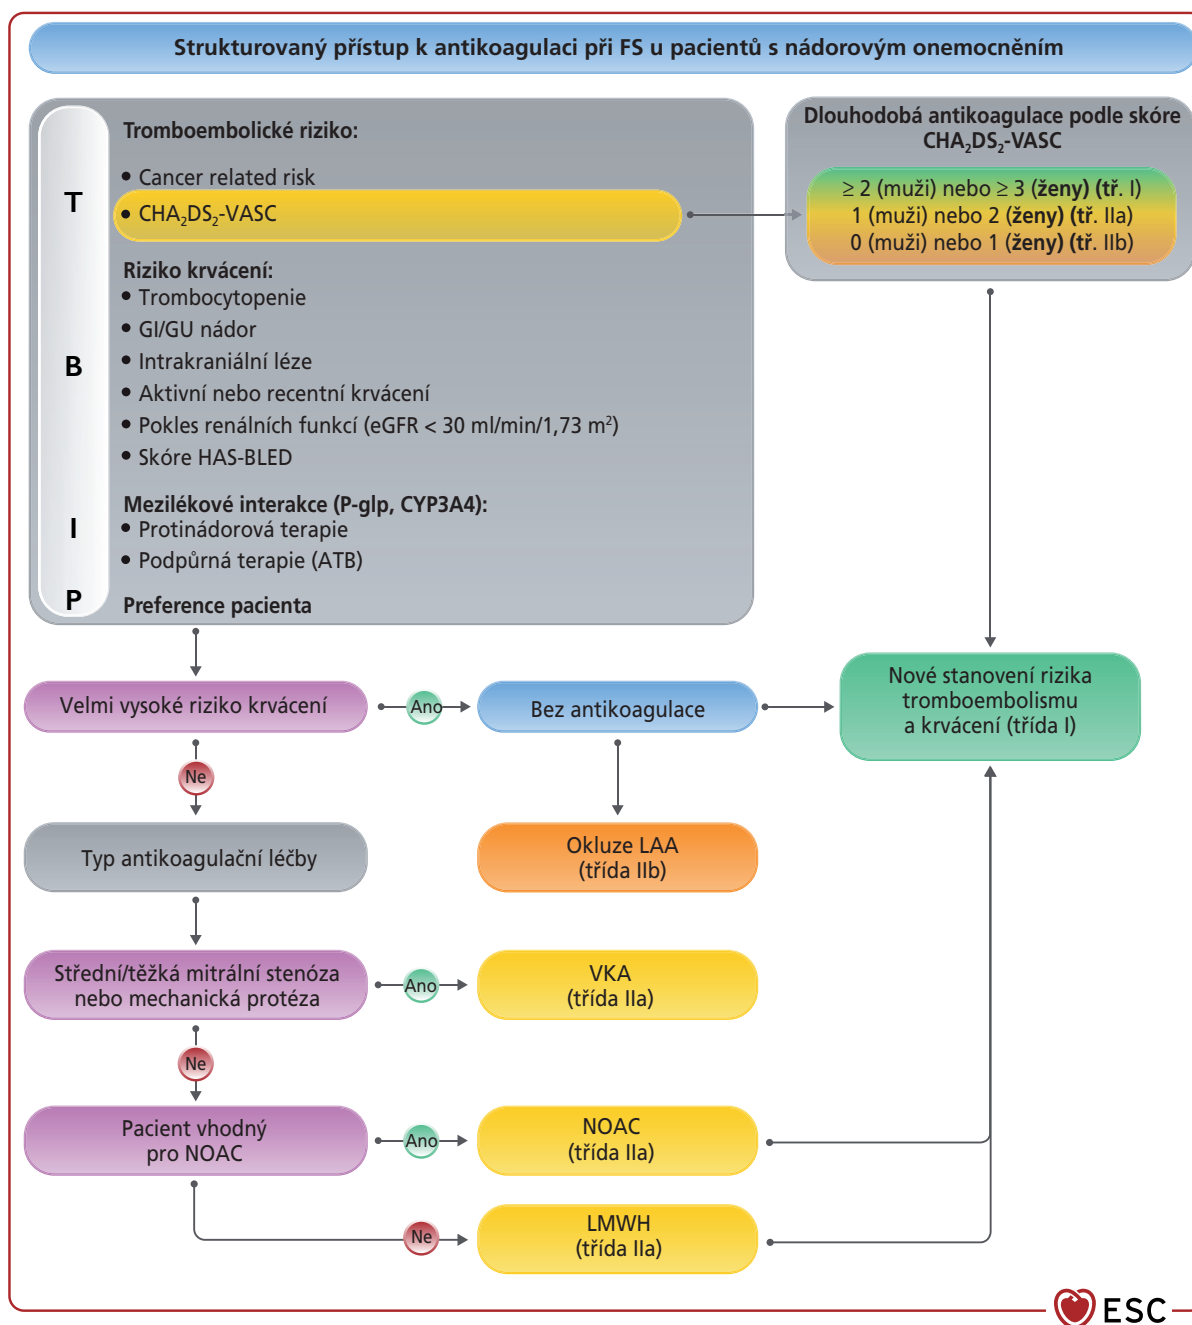 Strukturovaný přístup k antikoagulaci při FS u pacientů s nádorovým onemocněním
T
Tromboembolické riziko:
• Cancer related risk
• CHA₂DS₂-VASC
Dlouhodobá antikoagulace podle skóre
CHA₂DS₂-VASC
≥ 2 (muži) nebo ≥ 3 (ženy) (tř. I)
1 (muži) nebo 2 (ženy) (tř. IIa)
0 (muži) nebo 1 (ženy) (tř. IIb)
B
Riziko krvácení:
• Trombocytopenie
• GI/GU nádor
• Intrakraniální léze
• Aktivní nebo recentní krvácení
• Pokles renálních funkcí (eGFR < 30 ml/min/1,73 m²)
• Skóre HAS-BLED
I
Mezilékové interakce (P-glp, CYP3A4):
• Protinádorová terapie
• Podpůrná terapie (ATB)
P
Preference pacienta
Velmi vysoké riziko krvácení
Ano
Bez antikoagulace
Nové stanovení rizika
tromboembolismu
a krvácení (třída I)
Ne
Typ antikoagulační léčby
Okluze LAA
(třída IIb)
Střední/těžká mitrální stenóza
nebo mechanická protéza
Ano
VKA
(třída IIa)
Ne
Pacient vhodný
pro NOAC
Ano
NOAC
(třída IIa)
Ne
LMWH
(třída IIa)
ESC